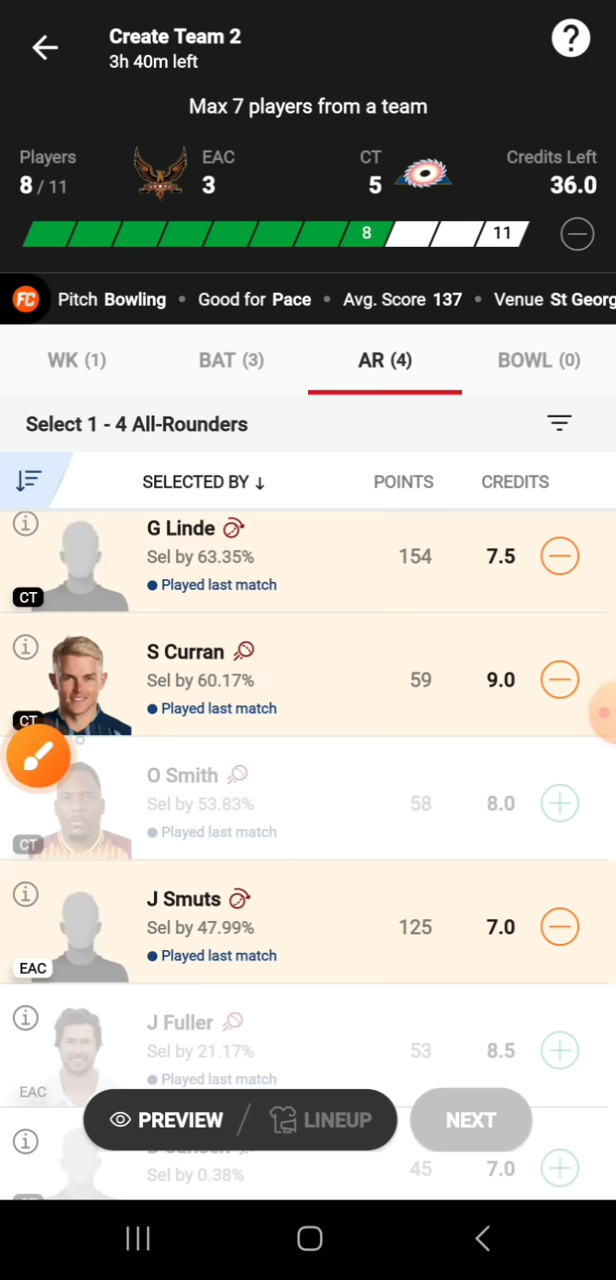 Create Team 2
3h 40m left
?
Max 7 players from a team
Players EAC CT Credits Left
8 / 11 3 5 36.0
8 11
FC Pitch Bowling • Good for Pace • Avg. Score 137 • Venue St Georg
WK (1) BAT (3) AR (4) BOWL (0)
Select 1 - 4 All-Rounders
SELECTED BY ↓ POINTS CREDITS
G Linde
Sel by 63.35% 154 7.5
Played last match
CT
S Curran
Sel by 60.17% 59 9.0
Played last match
CT
O Smith
Sel by 53.83% 58 8.0
Played last match
CT
J Smuts
Sel by 47.99% 125 7.0
Played last match
EAC
J Fuller
Sel by 21.17% 53 8.5
Played last match
EAC
PREVIEW / LINEUP NEXT
Sel by 0.38% 45 7.0